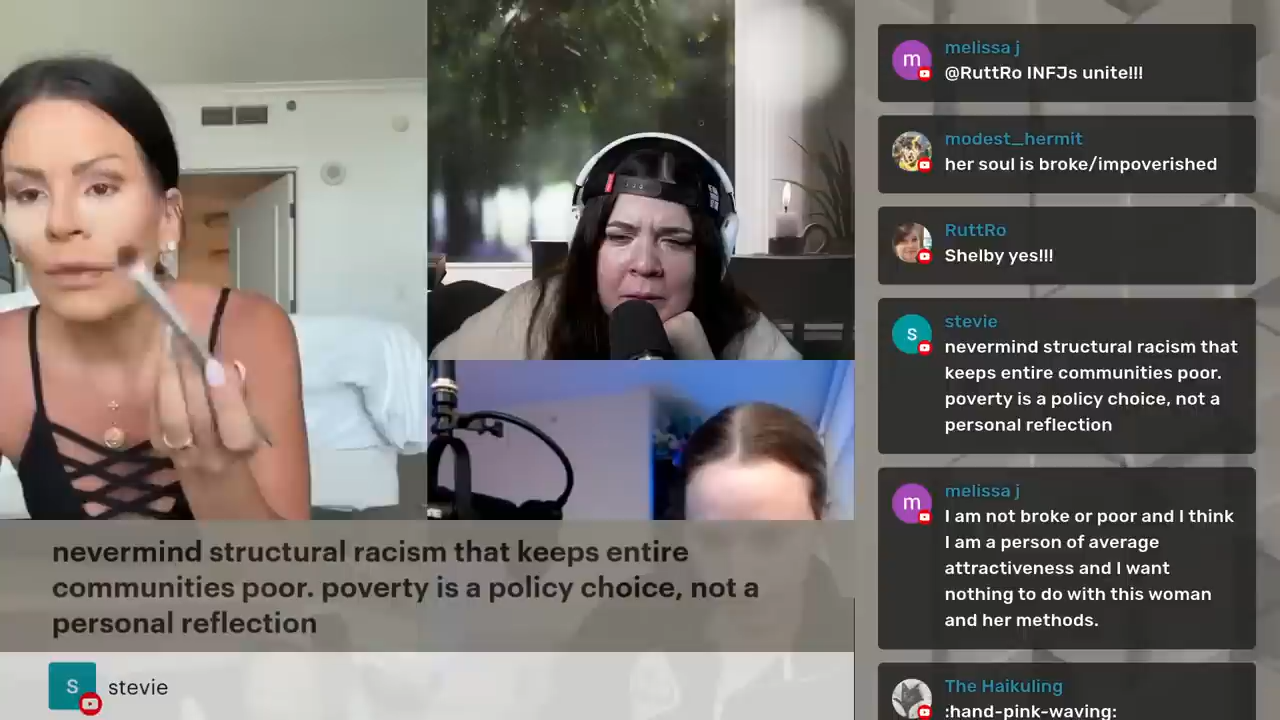 nevermind structural racism that keeps entire
communities poor. poverty is a policy choice, not a
personal reflection
S
stevie
m
melissa j
@RuttRo INFJs unite!!!
modest_hermit
her soul is broke/impoverished
RuttRo
Shelby yes!!!
S
stevie
nevermind structural racism that
keeps entire communities poor.
poverty is a policy choice, not a
personal reflection
m
melissa j
I am not broke or poor and I think
I am a person of average
attractiveness and I want
nothing to do with this woman
and her methods.
The Haikuling
:hand-pink-waving: